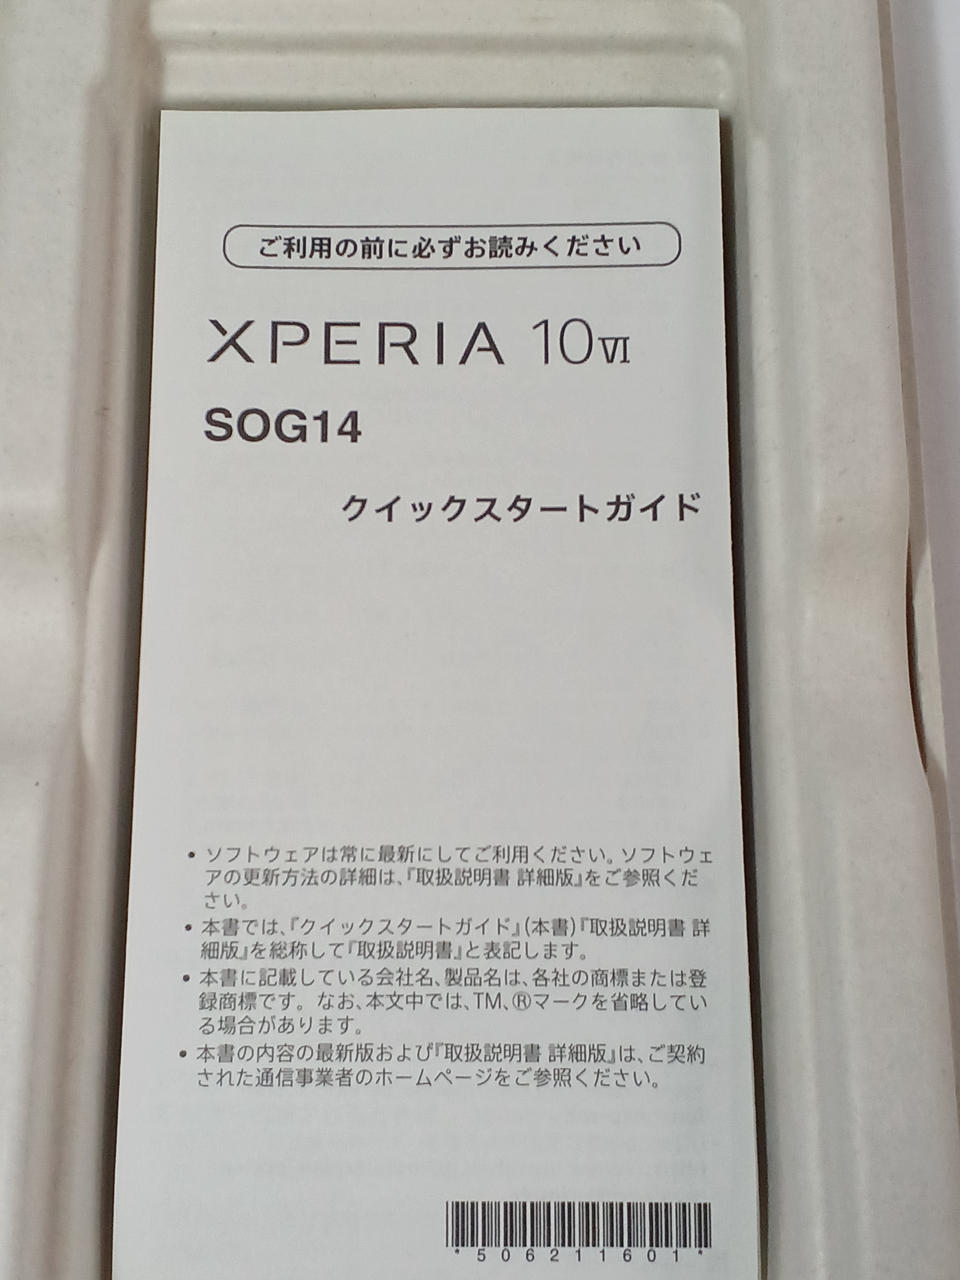 ご利用の前に必ずお読みください
XPERIA 10 VI
SOG14
クイックスタートガイド
• ソフトウェアは常に最新にしてご利用ください。ソフトウェ
アの更新方法の詳細は、『取扱説明書 詳細版』をご参照くだ
さい。
• 本書では、『クイックスタートガイド』(本書)『取扱説明書 詳
細版』を総称して『取扱説明書』と表記します。
• 本書に記載している会社名、製品名は、各社の商標または登
録商標です。なお、本文中では、TM、®マークを省略してい
る場合があります。
• 本書の内容の最新版および『取扱説明書 詳細版』は、ご契約
された通信事業者のホームページをご参照ください。
*506211601*